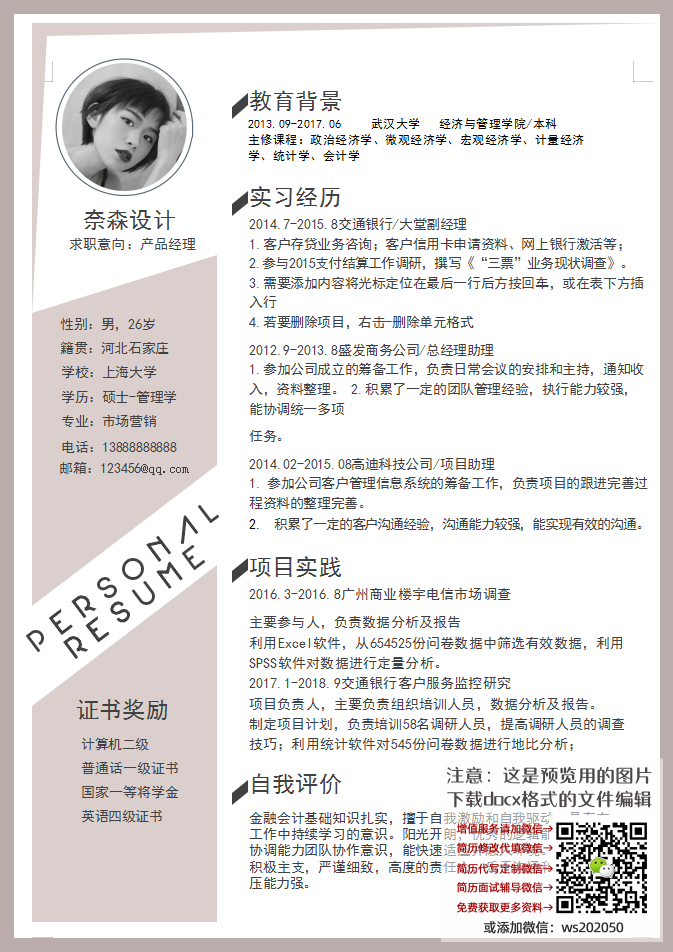 奈森设计
求职意向：产品经理
性别：男，26岁
籍贯：河北石家庄
学校：上海大学
学历：硕士-管理学
专业：市场营销
电话：13888888888
邮箱：123456@qq.com
PERSONAL
RESUME
证书奖励
计算机二级
普通话一级证书
国家一等将学金
英语四级证书
教育背景
2013.09-2017.06 武汉大学 经济与管理学院/本科
主修课程：政治经济学、微观经济学、宏观经济学、计量经济
学、统计学、会计学
实习经历
2014.7-2015.8交通银行/大堂副经理
1.客户存贷业务咨询；客户信用卡申请资料、网上银行激活等；
2.参与2015支付结算工作调研，撰写《“三票”业务现状调查》。
3.需要添加内容将光标定位在最后一行后方按回车，或在表下方插
入行
4.若要删除项目，右击-删除单元格式
2012.9-2013.8盛发商务公司/总经理助理
1.参加公司成立的筹备工作，负责日常会议的安排和主持，通知收
入，资料整理。 2.积累了一定的团队管理经验，执行能力较强，
能协调统一多项
任务。
2014.02-2015.08高迪科技公司/项目助理
1. 参加公司客户管理信息系统的筹备工作，负责项目的跟进完善过
程资料的整理完善。
2. 积累了一定的客户沟通经验，沟通能力较强，能实现有效的沟通。
项目实践
2016.3-2016.8广州商业楼宇电信市场调查
主要参与人，负责数据分析及报告
利用Excel软件，从654525份问卷数据中筛选有效数据，利用
SPSS软件对数据进行定量分析。
2017.1-2018.9交通银行客户服务监控研究
项目负责人，主要负责组织培训人员，数据分析及报告。
制定项目计划，负责培训58名调研人员，提高调研人员的调查
技巧；利用统计软件对545份问卷数据进行地比分析；
自我评价
金融会计基础知识扎实，擅于自我激励和自我驱动
工作中持续学习的意识。阳光开朗，优秀的逻辑
协调能力团队协作意识，能快速适应
积极主支，严谨细致，高度的责任
压能力强。
注意：这是预览用的图片
下载docx格式的文件编辑
增值服务请加微信→
简历修改代填微信→
简历代写定制微信→
简历面试辅导微信→
免费获取更多资料→
或添加微信：ws202050